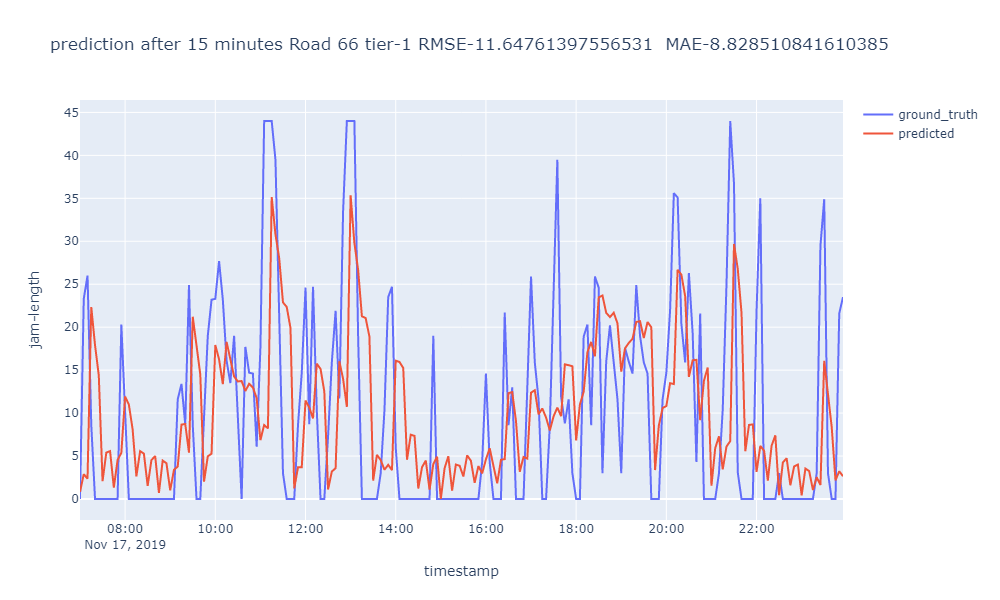 prediction after 15 minutes Road 66 tier-1 RMSE-11.64761397556531  MAE-8.828510841610385
ground_truth
predicted
45
40
35
30
25
20
15
10
5
0
jam-length
08:00 10:00 12:00 14:00 16:00 18:00 20:00 22:00
Nov 17, 2019
timestamp